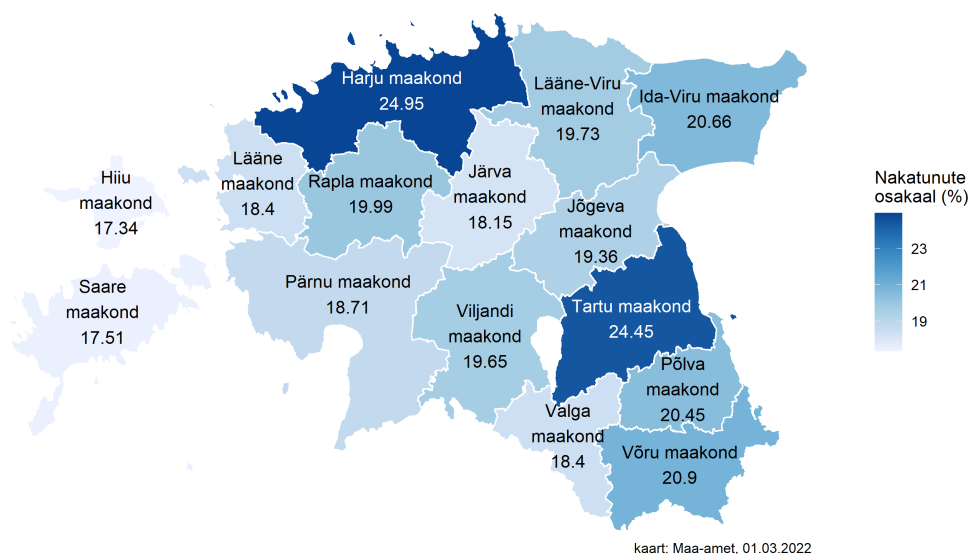 Harju maakond
24.95
Lääne-Viru
maakond
19.73
Ida-Viru maakond
20.66
Lääne
maakond
18.4
Rapla maakond
19.99
Järva
maakond
18.15
Hiiu
maakond
17.34
Jõgeva
maakond
19.36
Saare
maakond
17.51
Pärnu maakond
18.71
Viljandi
maakond
19.65
Tartu maakond
24.45
Põlva
maakond
20.45
Valga
maakond
18.4
Võru maakond
20.9
Nakatunute
osakaal (%)
23
21
19
kaart: Maa-amet, 01.03.2022